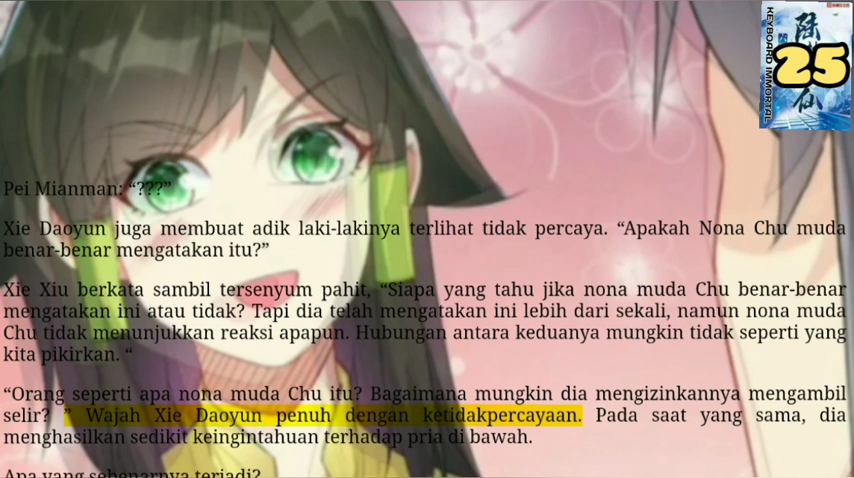 KEYBOARD IMMORTAL
25
Pei Mianman: “???”
Xie Daoyun juga membuat adik laki-lakinya terlihat tidak percaya. “Apakah Nona Chu muda
benar-benar mengatakan itu?”
Xie Xiu berkata sambil tersenyum pahit, “Siapa yang tahu jika nona muda Chu benar-benar
mengatakan ini atau tidak? Tapi dia telah mengatakan ini lebih dari sekali, namun nona muda
Chu tidak menunjukkan reaksi apapun. Hubungan antara keduanya mungkin tidak seperti yang
kita pikirkan. “
“Orang seperti apa nona muda Chu itu? Bagaimana mungkin dia mengizinkannya mengambil
selir? ” Wajah Xie Daoyun penuh dengan ketidakpercayaan. Pada saat yang sama, dia
menghasilkan sedikit keingintahuan terhadap pria di bawah.
Apa yang sebenarnya terjadi?